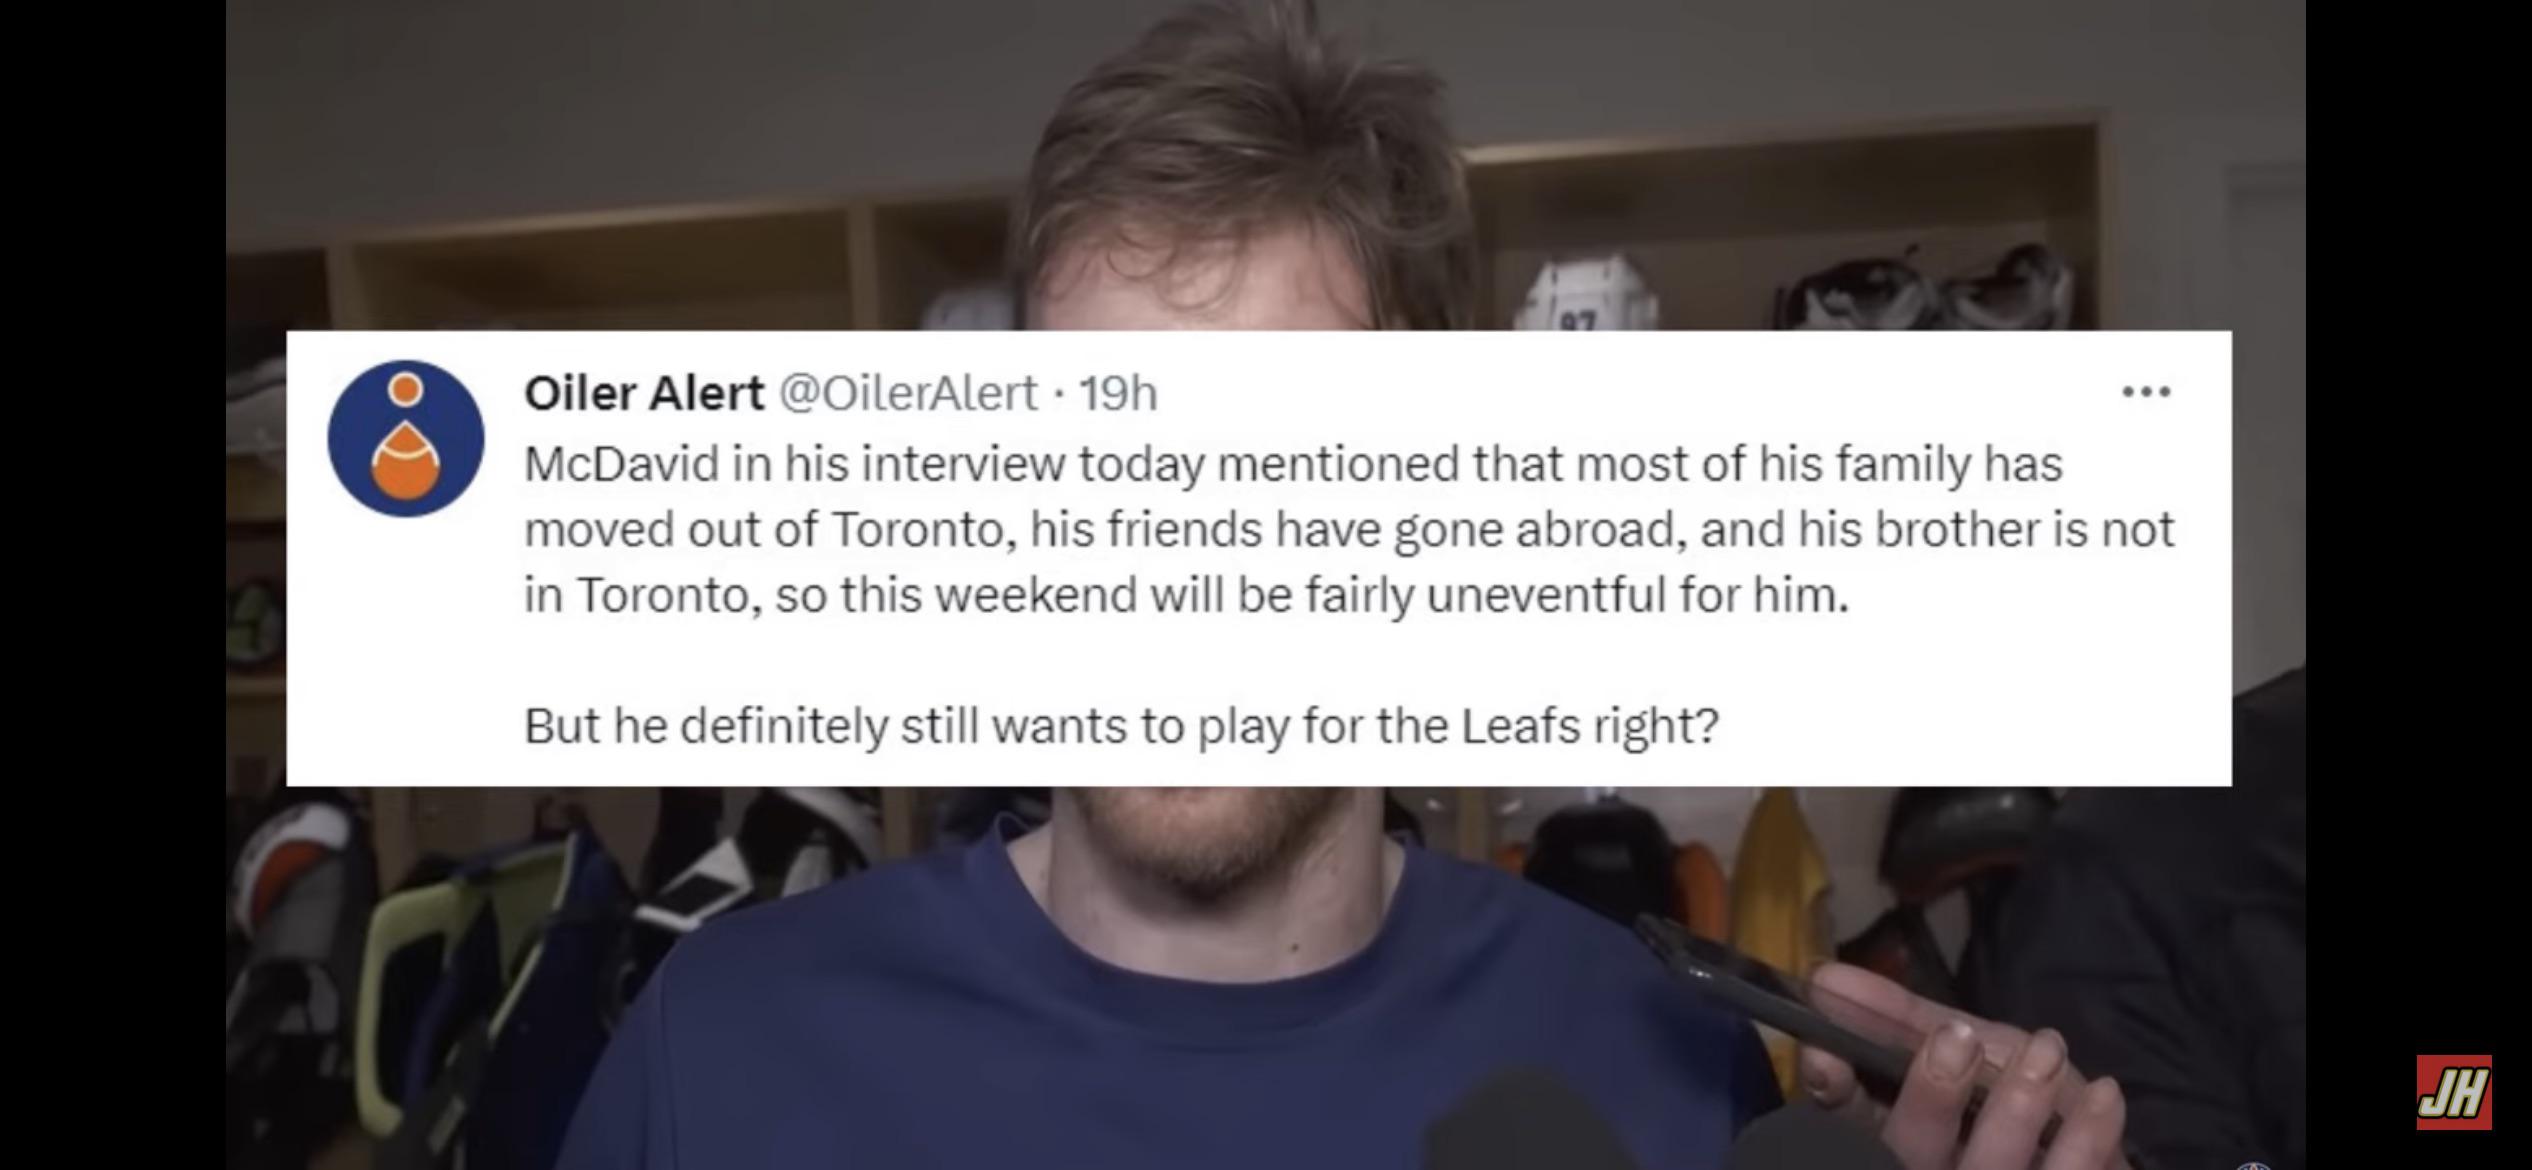 97
Oiler Alert @OilerAlert · 19h
McDavid in his interview today mentioned that most of his family has
moved out of Toronto, his friends have gone abroad, and his brother is not
in Toronto, so this weekend will be fairly uneventful for him.
But he definitely still wants to play for the Leafs right?
JH